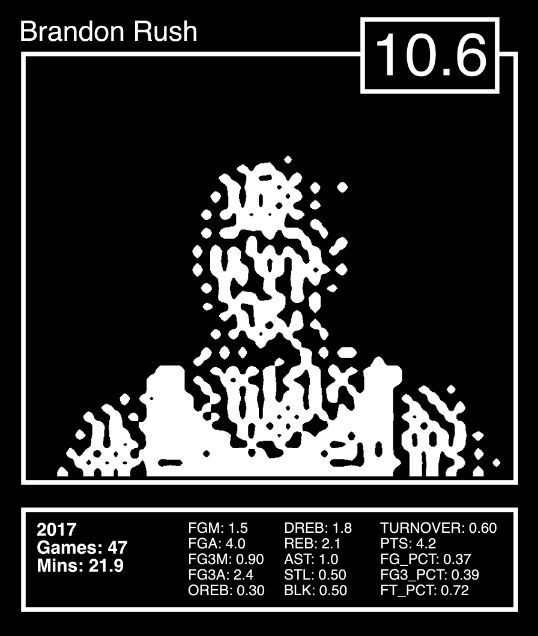 Brandon Rush
10.6
2017
Games: 47
Mins: 21.9
FGM: 1.5
FGA: 4.0
FG3M: 0.90
FG3A: 2.4
OREB: 0.30
DREB: 1.8
REB: 2.1
AST: 1.0
STL: 0.50
BLK: 0.50
TURNOVER: 0.60
PTS: 4.2
FG_PCT: 0.37
FG3_PCT: 0.39
FT_PCT: 0.72